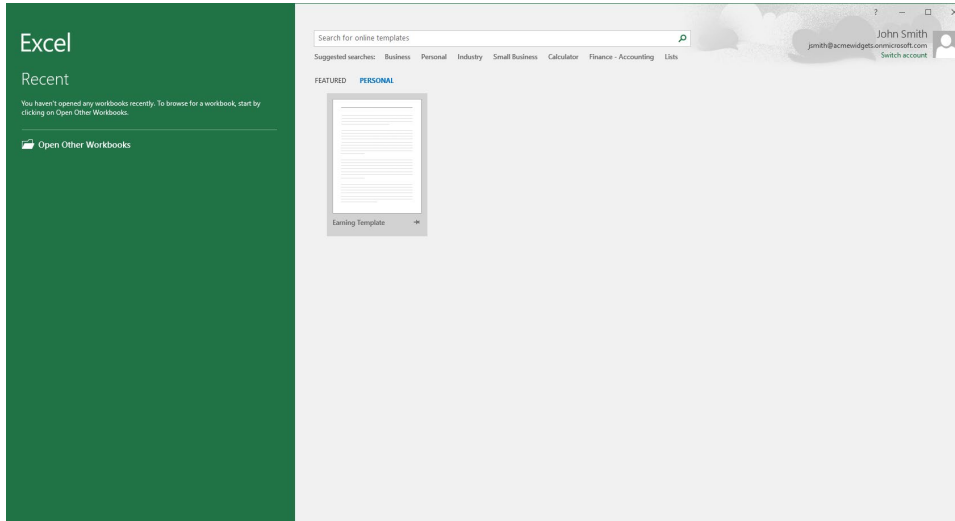 Excel
Recent
You haven't opened any workbooks recently. To browse for a workbook, start by
clicking on Open Other Workbooks.
Open Other Workbooks
?
John Smith
jsmith@acmewidgets.onmicrosoft.com
Switch account
Search for online templates
Suggested searches: Business Personal Industry Small Business Calculator Finance - Accounting Lists
FEATURED PERSONAL
Earning Template